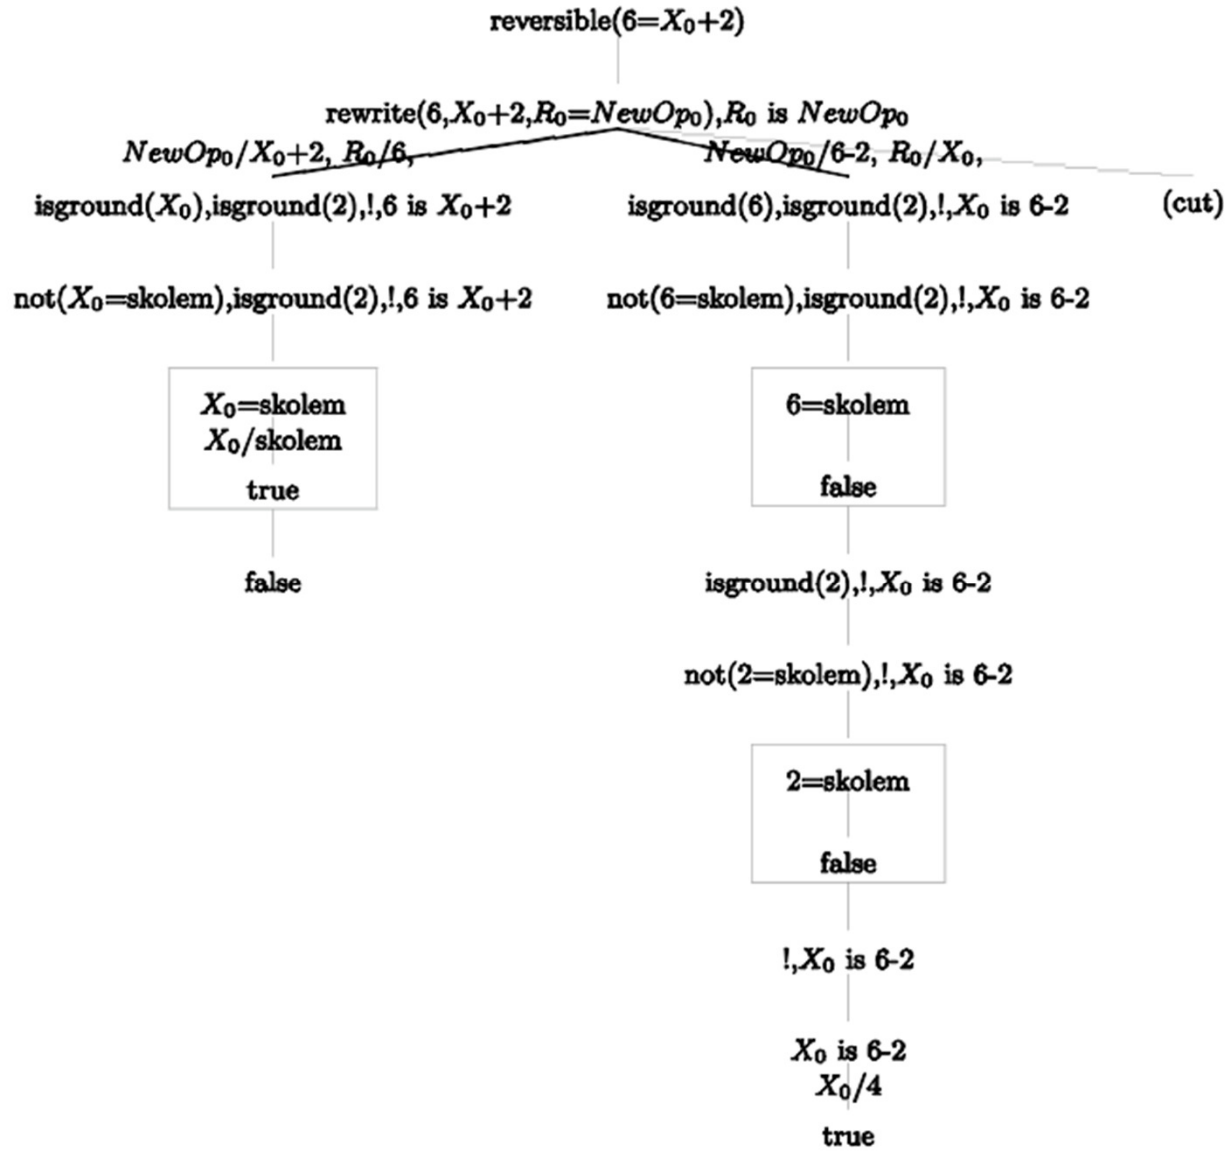 reversible(6=X₀+2)
rewrite(6,X₀+2,R₀=NewOp₀),R₀ is NewOp₀
NewOp₀/X₀+2, R₀/6,
NewOp₀/6-2, R₀/X₀,
isground(X₀),isground(2),!,6 is X₀+2
isground(6),isground(2),!,X₀ is 6-2
(cut)
not(X₀=skolem),isground(2),!,6 is X₀+2
not(6=skolem),isground(2),!,X₀ is 6-2
X₀=skolem
X₀/skolem
true
false
6=skolem
false
isground(2),!,X₀ is 6-2
not(2=skolem),!,X₀ is 6-2
2=skolem
false
!,X₀ is 6-2
X₀ is 6-2
X₀/4
true